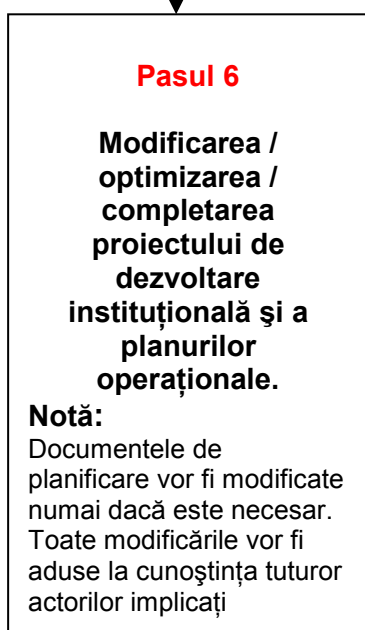 Pasul 6
Modificarea /
optimizarea /
completarea
proiectului de
dezvoltare
instituțională şi a
planurilor
operaționale.
Notă:
Documentele de
planificare vor fi modificate
numai dacă este necesar.
Toate modificările vor fi
aduse la cunoştința tuturor
actorilor implicați